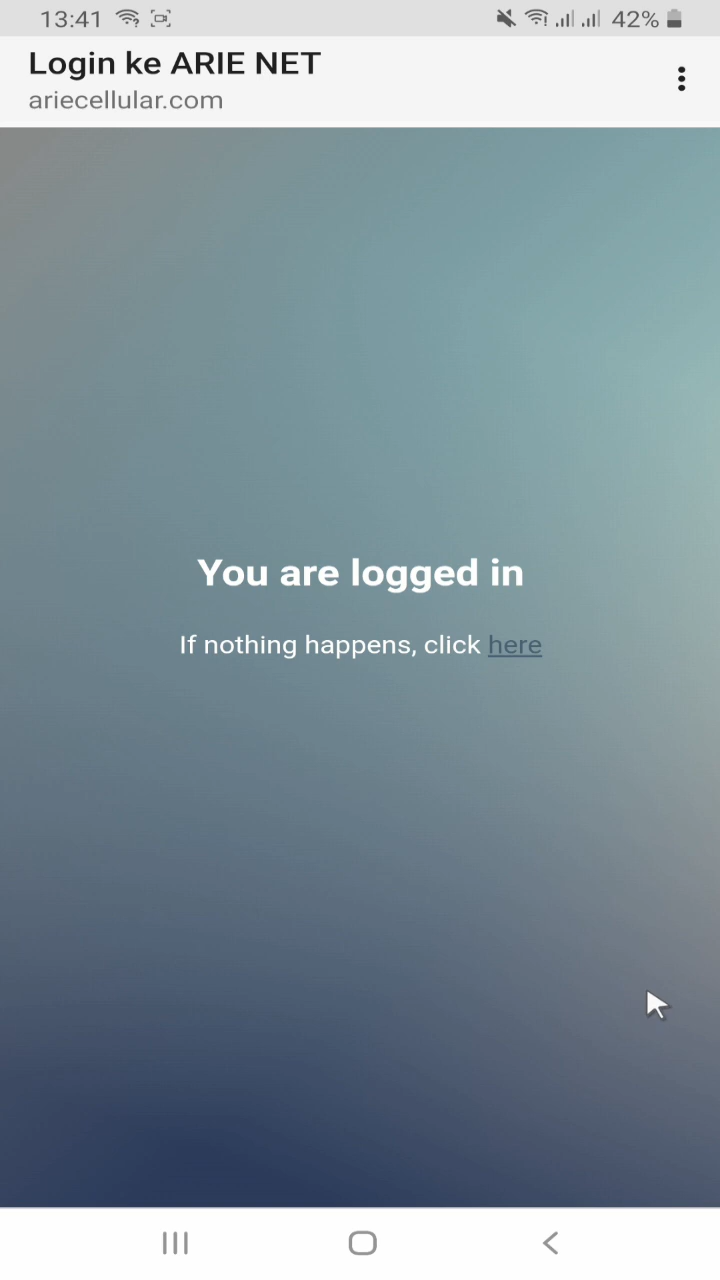 13:41 42%
Login ke ARIE NET
ariecellular.com
You are logged in
If nothing happens, click here